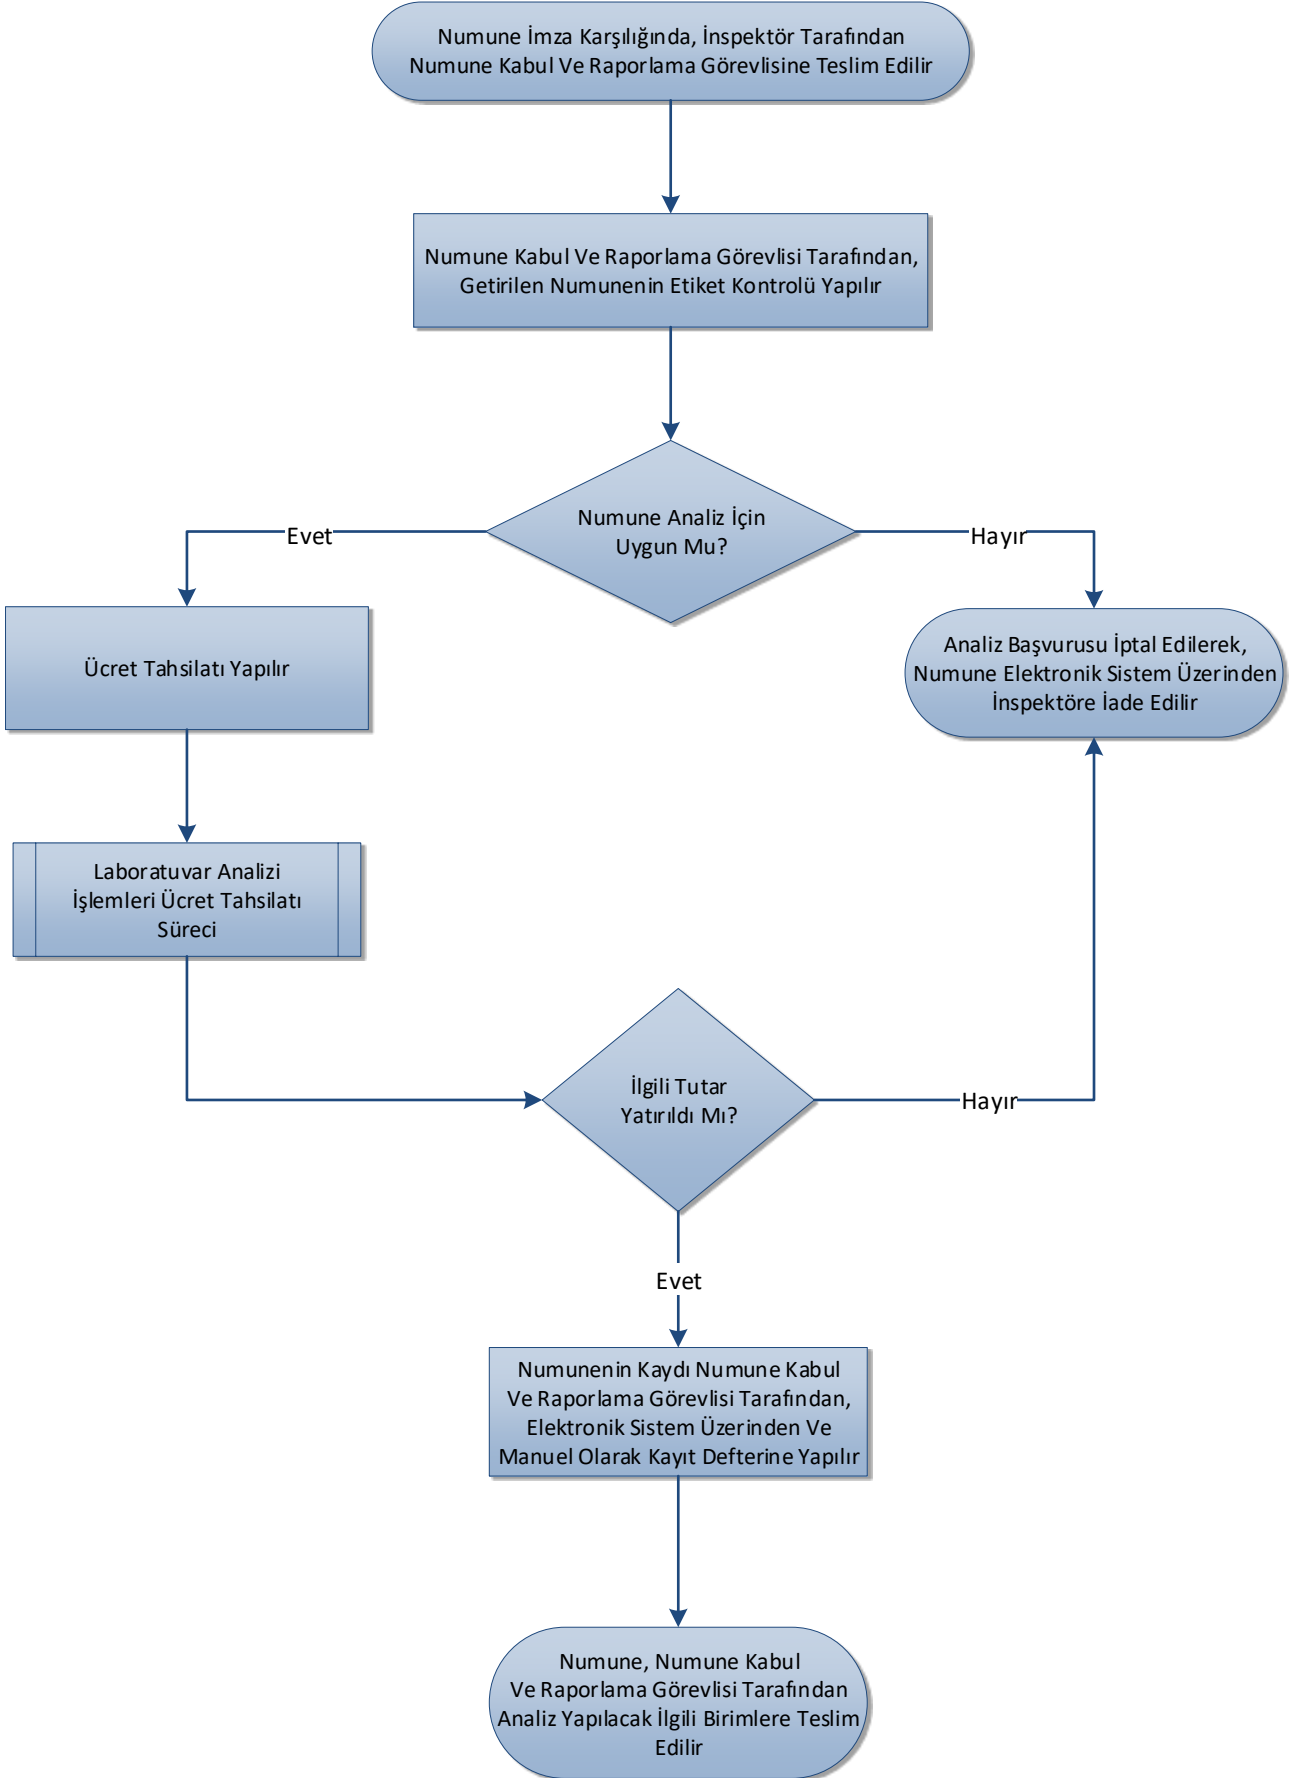 Numune İmza Karşılığında, İnspektör Tarafından
Numune Kabul Ve Raporlama Görevlisine Teslim Edilir
Numune Kabul Ve Raporlama Görevlisi Tarafından,
Getirilen Numunenin Etiket Kontrolü Yapılır
Numune Analiz İçin
Uygun Mu?
Evet
Hayır
Ücret Tahsilatı Yapılır
Analiz Başvurusu İptal Edilerek,
Numune Elektronik Sistem Üzerinden
İnspektöre İade Edilir
Laboratuvar Analizi
İşlemleri Ücret Tahsilatı
Süreci
İlgili Tutar
Yatırıldı Mı?
Hayır
Evet
Numunenin Kaydı Numune Kabul
Ve Raporlama Görevlisi Tarafından,
Elektronik Sistem Üzerinden Ve
Manuel Olarak Kayıt Defterine Yapılır
Numune, Numune Kabul
Ve Raporlama Görevlisi Tarafından
Analiz Yapılacak İlgili Birimlere Teslim
Edilir